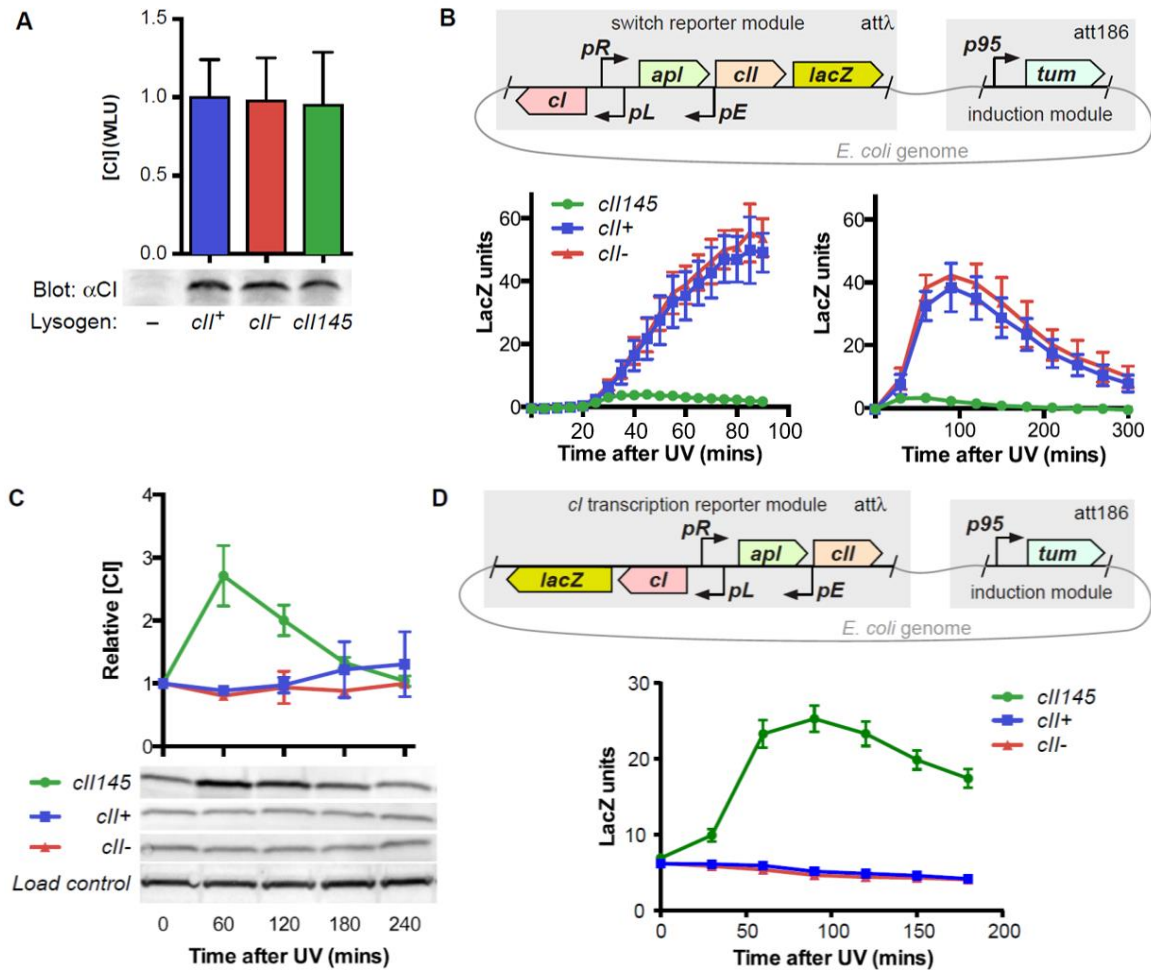 A
[CI] (WLU)
1.5
1.0
0.5
0.0
Blot: αCI
Lysogen: – cII+ cII– cII145
B
switch reporter module attλ
att186
pR
apl cII lacZ
cI
pL pE
p95
tum
induction module
E. coli genome
cII145
cII+
cII-
LacZ units
60
40
20
0
0 20 40 60 80 100
Time after UV (mins)
LacZ units
60
40
20
0
100 200 300
Time after UV (mins)
C
Relative [CI]
4
3
2
1
0
cII145
cII+
cII-
Load control
0 60 120 180 240
Time after UV (mins)
D
cI transcription reporter module attλ
att186
pR
apl cII
lacZ cI
pL pE
p95
tum
induction module
E. coli genome
LacZ units
30
20
10
0
0 50 100 150 200
cII145
cII+
cII-
Time after UV (mins)